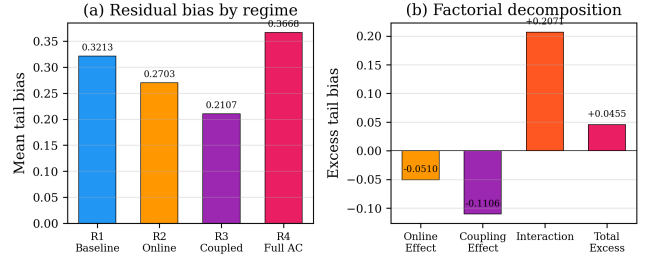 (a) Residual bias by regime
Mean tail bias
0.35
0.30
0.25
0.20
0.15
0.10
0.05
0.00
0.3213
0.2703
0.2107
0.3668
R1
Baseline
R2
Online
R3
Coupled
R4
Full AC
(b) Factorial decomposition
Excess tail bias
0.20
0.15
0.10
0.05
0.00
−0.05
−0.10
-0.0510
-0.1106
+0.2071
+0.0455
Online
Effect
Coupling
Effect
Interaction
Total
Excess